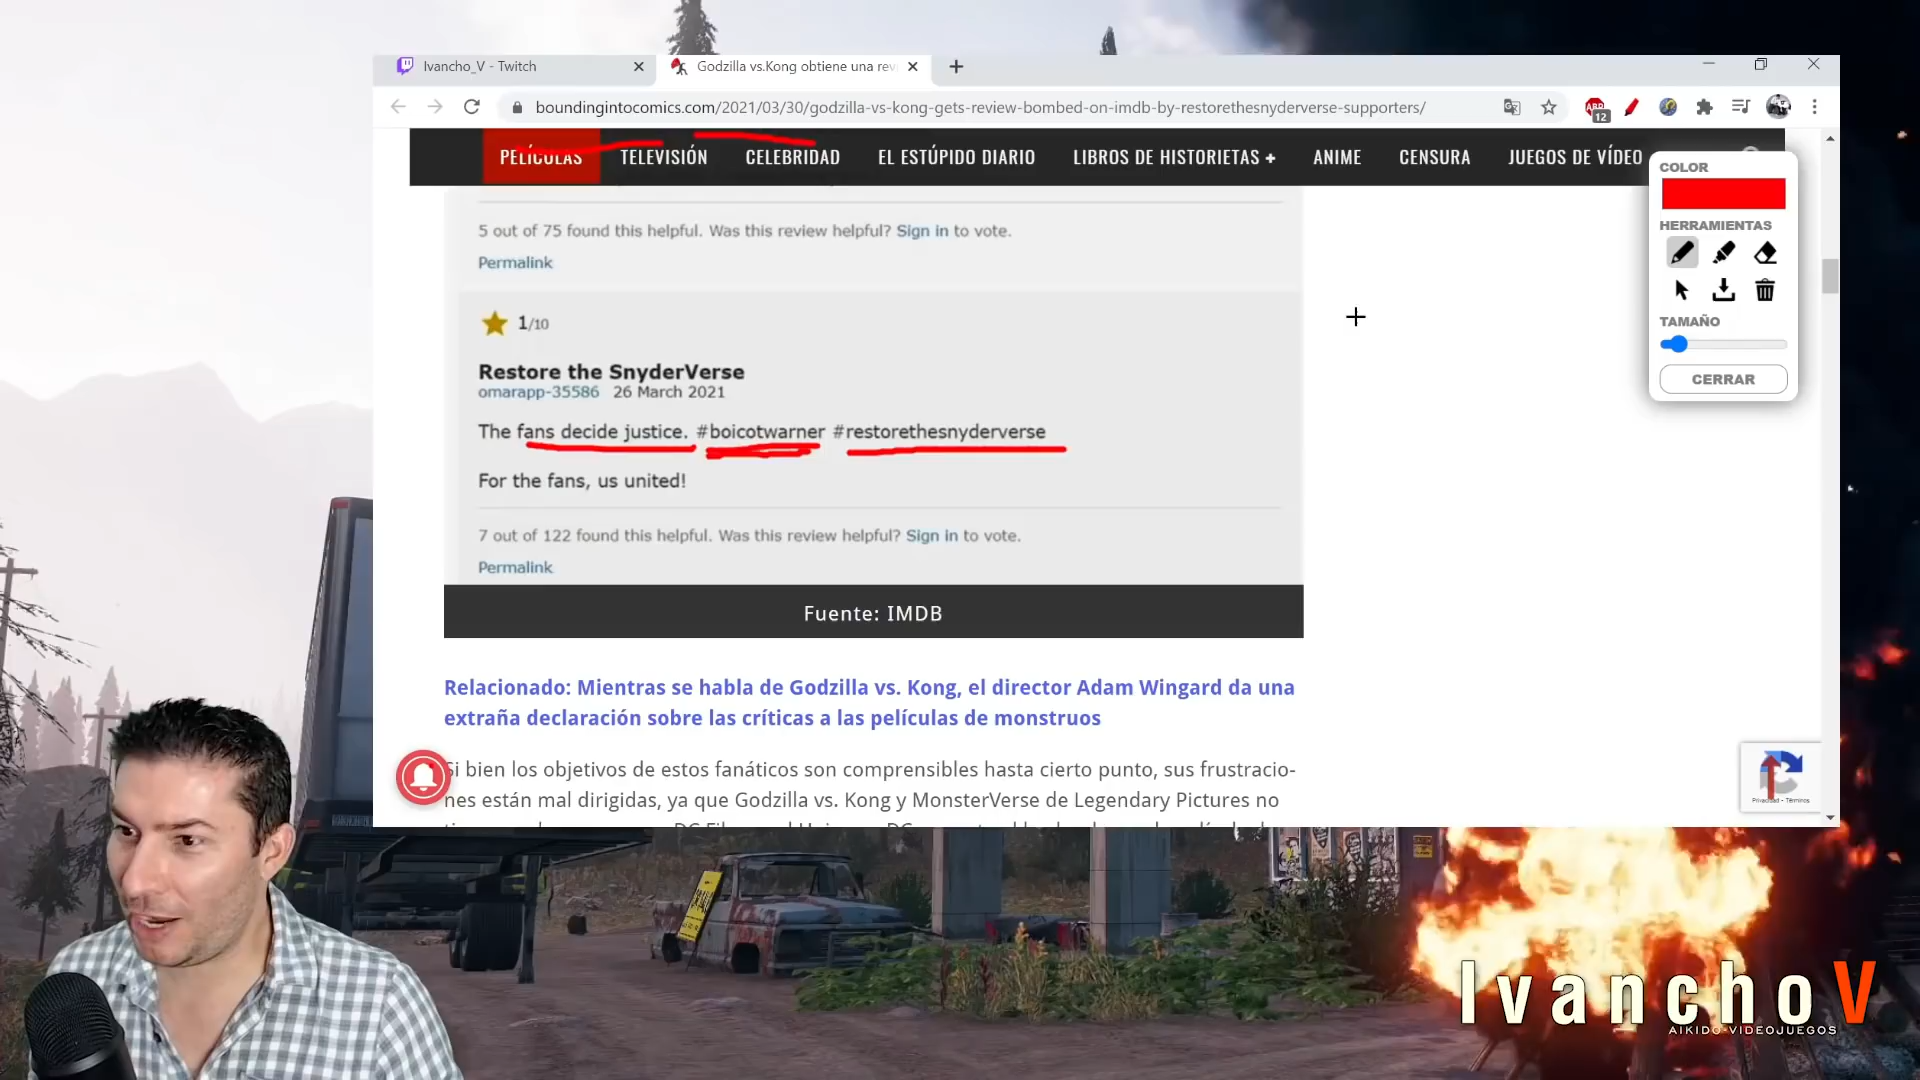 Ivancho_V - Twitch
Godzilla vs.Kong obtiene una rev
boundingintocomics.com/2021/03/30/godzilla-vs-kong-gets-review-bombed-on-imdb-by-restorethesnyderverse-supporters/
ABP
12
PELÍCULAS TELEVISIÓN CELEBRIDAD EL ESTÚPIDO DIARIO LIBROS DE HISTORIETAS + ANIME CENSURA JUEGOS DE VÍDEO
COLOR
HERRAMIENTAS
TAMAÑO
CERRAR
5 out of 75 found this helpful. Was this review helpful? Sign in to vote.
Permalink
1/10
Restore the SnyderVerse
omarapp-35586 26 March 2021
The fans decide justice. #boicotwarner #restorethesnyderverse
For the fans, us united!
7 out of 122 found this helpful. Was this review helpful? Sign in to vote.
Permalink
Fuente: IMDB
Relacionado: Mientras se habla de Godzilla vs. Kong, el director Adam Wingard da una
extraña declaración sobre las críticas a las películas de monstruos
Si bien los objetivos de estos fanáticos son comprensibles hasta cierto punto, sus frustracio-
nes están mal dirigidas, ya que Godzilla vs. Kong y MonsterVerse de Legendary Pictures no
Privacidad - Términos
IvanchoV
AIKIDO-VIDEOJUEGOS